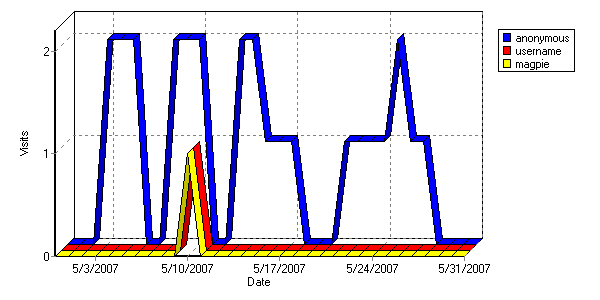 2
anonymous
username
magpie
Visits
1
0
5/3/2007 5/10/2007 5/17/2007 5/24/2007 5/31/2007
Date